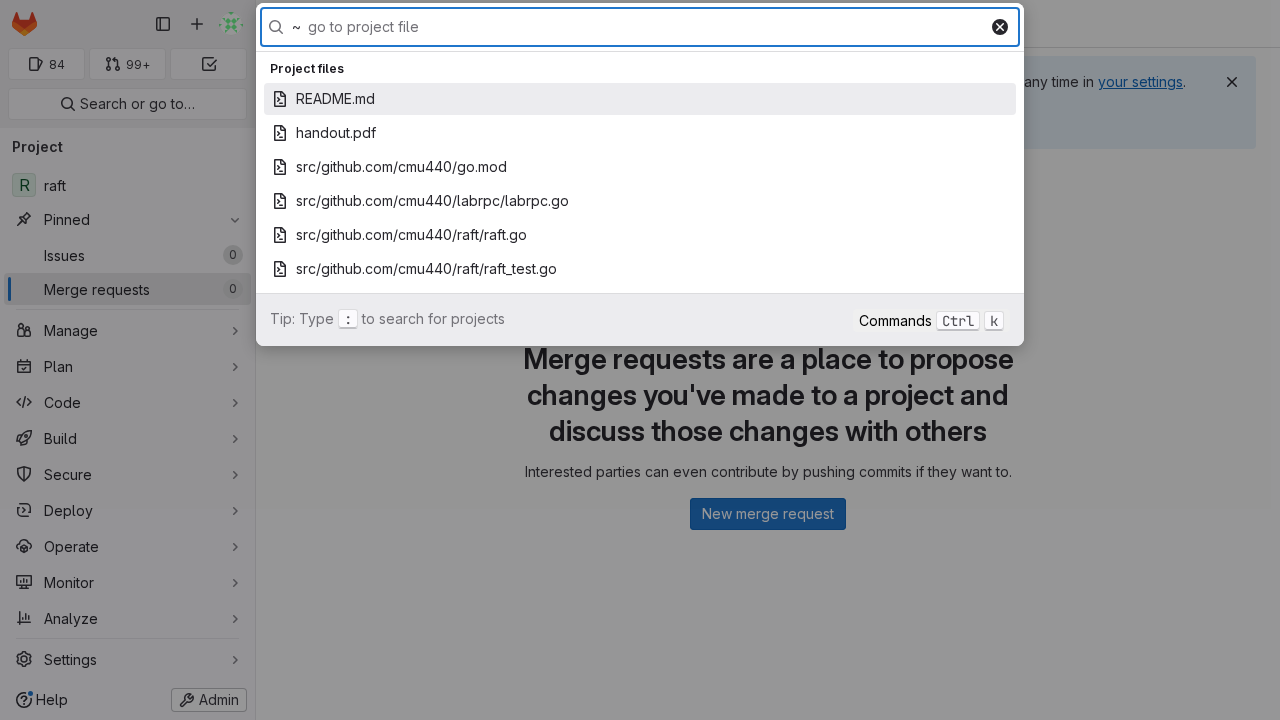 84
99+
Search or go to…
Project
R raft
Pinned
Issues 0
Merge requests 0
Manage
Plan
Code
Build
Secure
Deploy
Operate
Monitor
Analyze
Settings
Help
Admin
~ go to project file
Project files
README.md
handout.pdf
src/github.com/cmu440/go.mod
src/github.com/cmu440/labrpc/labrpc.go
src/github.com/cmu440/raft/raft.go
src/github.com/cmu440/raft/raft_test.go
Tip: Type : to search for projects
Commands Ctrl k
any time in your settings.
Merge requests are a place to propose
changes you've made to a project and
discuss those changes with others
Interested parties can even contribute by pushing commits if they want to.
New merge request